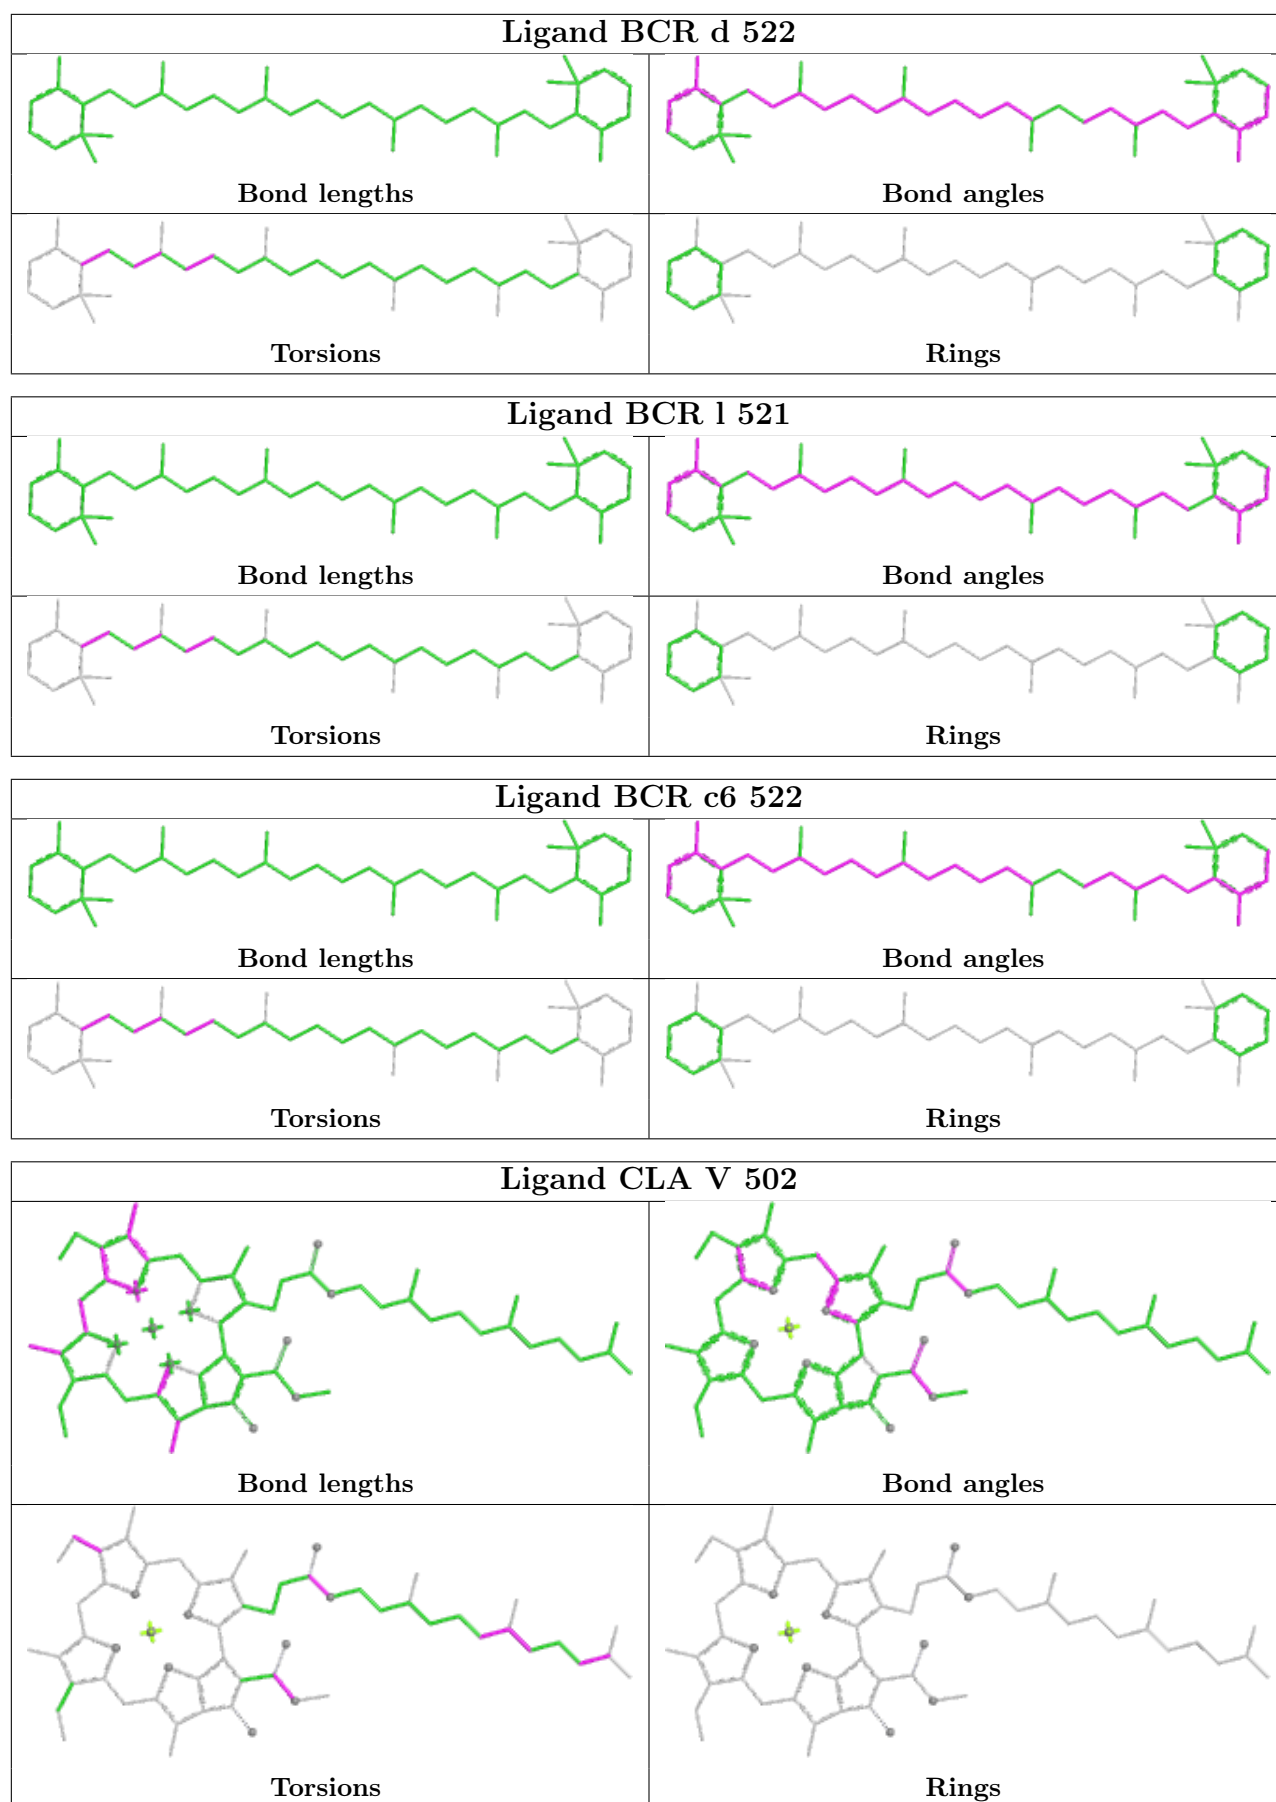 Ligand BCR d 522
Bond lengths Bond angles
Torsions Rings
Ligand BCR l 521
Bond lengths Bond angles
Torsions Rings
Ligand BCR c6 522
Bond lengths Bond angles
Torsions Rings
Ligand CLA V 502
Bond lengths Bond angles
Torsions Rings